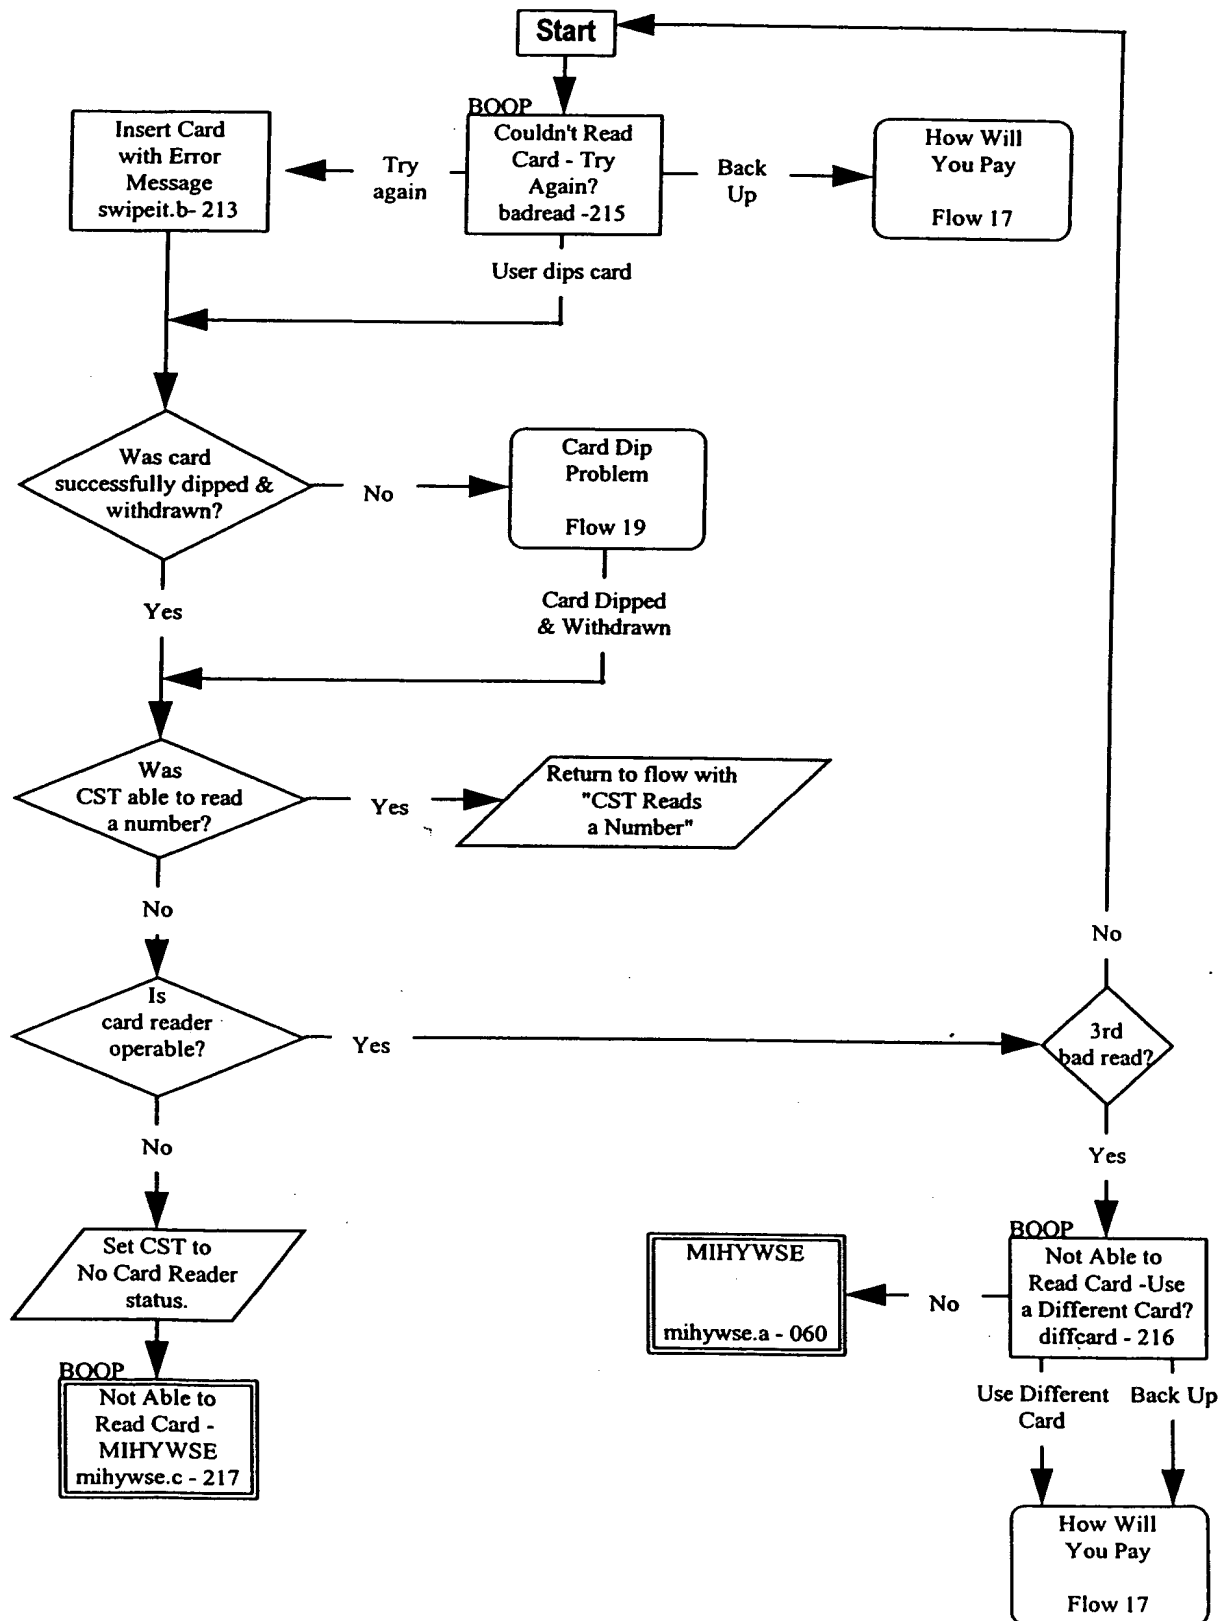 Start
BOOP
Insert Card
with Error
Message
swipeit.b- 213
Try
again
Couldn't Read
Card - Try
Again?
badread -215
Back
Up
How Will
You Pay
Flow 17
User dips card
Was card
successfully dipped &
withdrawn?
No
Card Dip
Problem
Flow 19
Yes
Card Dipped
& Withdrawn
Was
CST able to read
a number?
Yes
Return to flow with
"CST Reads
a Number"
No
No
Is
card reader
operable?
Yes
3rd
bad read?
No
Yes
Set CST to
No Card Reader
status.
MIHYWSE
mihywse.a - 060
No
BOOP
Not Able to
Read Card -Use
a Different Card?
diffcard - 216
BOOP
Not Able to
Read Card -
MIHYWSE
mihywse.c - 217
Use Different
Card
Back Up
How Will
You Pay
Flow 17